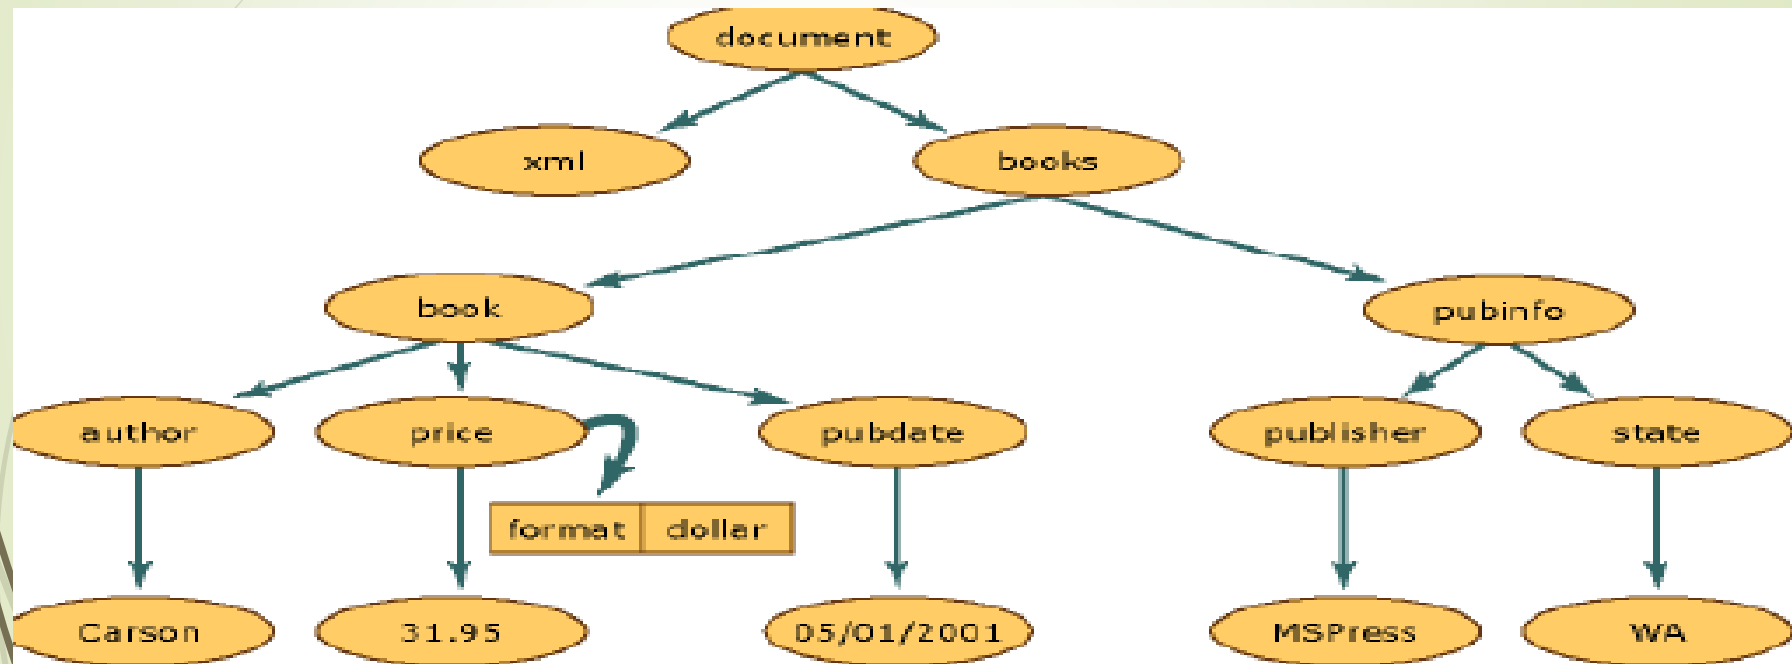 document
xml books
book pubinfo
author price pubdate publisher state
format dollar
Carson 31.95 05/01/2001 MSPress WA